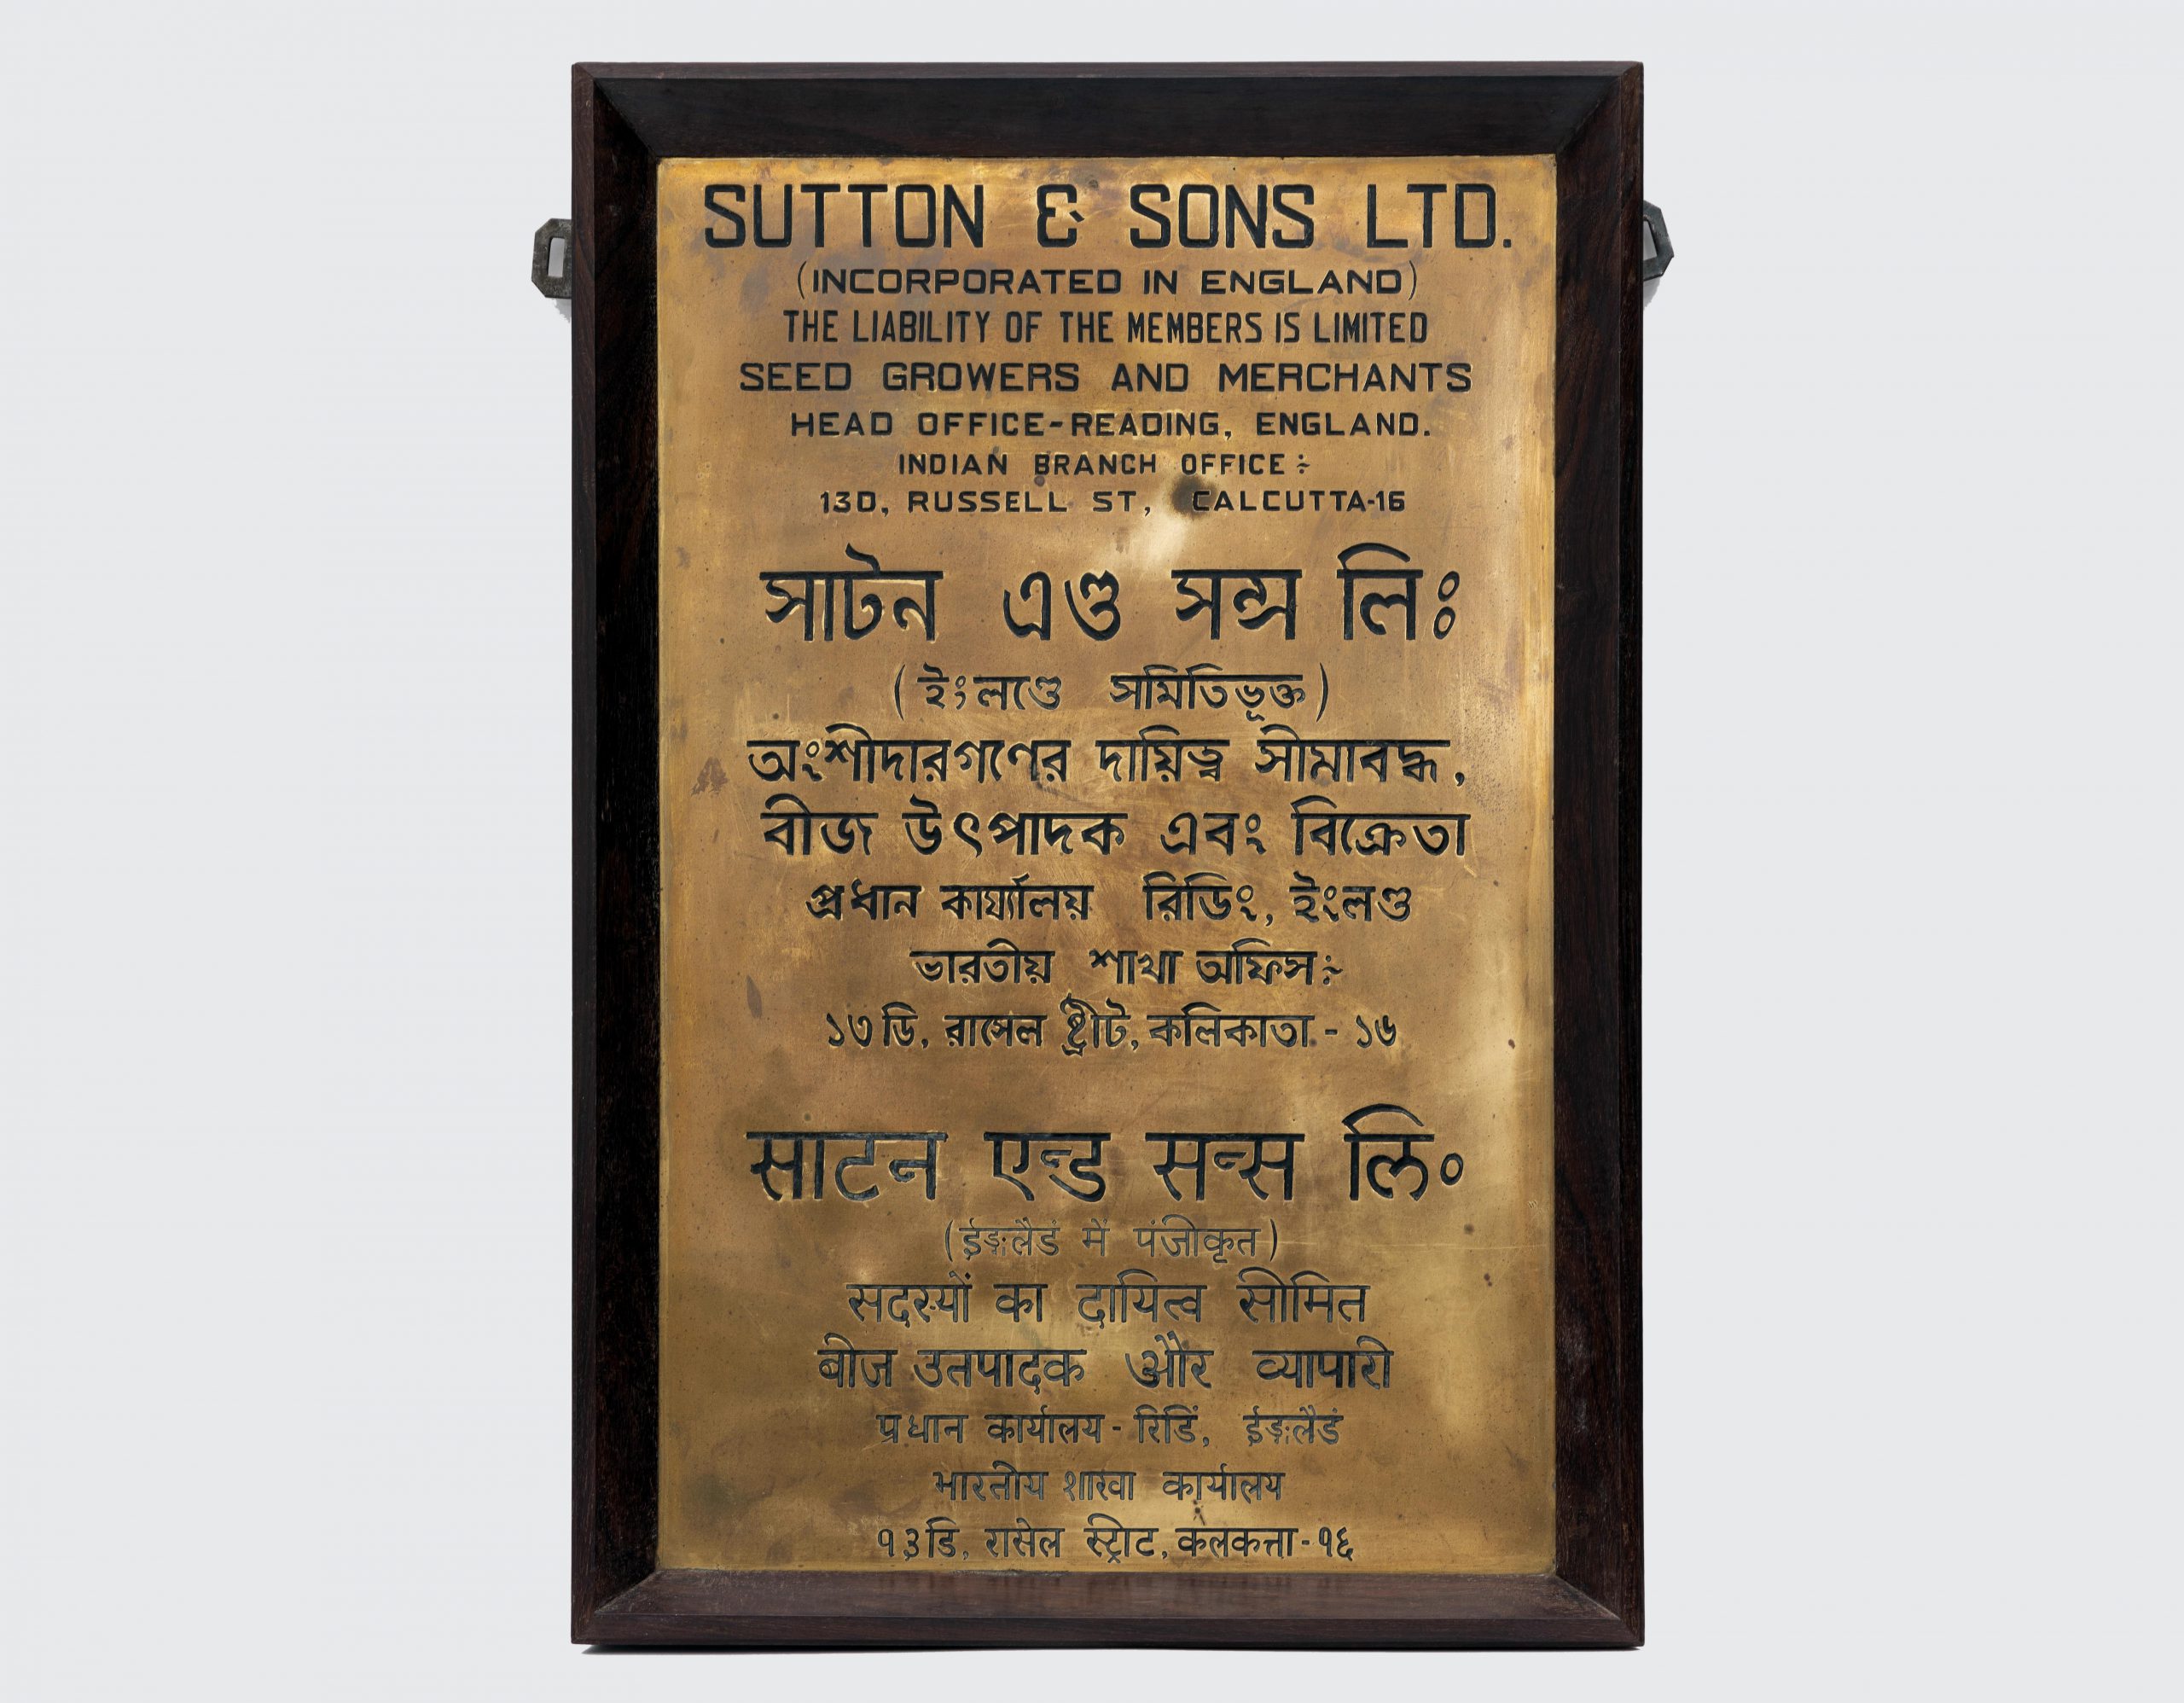 SUTTON & SONS LTD.
(INCORPORATED IN ENGLAND)
THE LIABILITY OF THE MEMBERS IS LIMITED
SEED GROWERS AND MERCHANTS
HEAD OFFICE-READING, ENGLAND.
INDIAN BRANCH OFFICE :-
13D, RUSSELL ST, CALCUTTA-16
সাটন এণ্ড সন্স লিঃ
(ইংলণ্ডে সমিতিভূক্ত)
অংশীদারগণের দায়িত্ব সীমাবদ্ধ,
বীজ উৎপাদক এবং বিক্রেতা
প্রধান কার্য্যালয় রিডিং, ইংলণ্ড
ভারতীয় শাখা অফিস:-
১৩ ডি, রাসেল ষ্ট্রীট, কলিকাতা - ১৬
साटन एन्ड सन्स लि०
(ईङ्गलैंड में पंजीकृत)
सदस्यों का दायित्व सीमित
बीज उतपादक और व्यापारी
प्रधान कार्यालय - रिडिं, ईङ्गलैंड
भारतीय शाखा कार्यालय
१३डि, रासेल स्ट्रिाट, कलकत्ता - १६